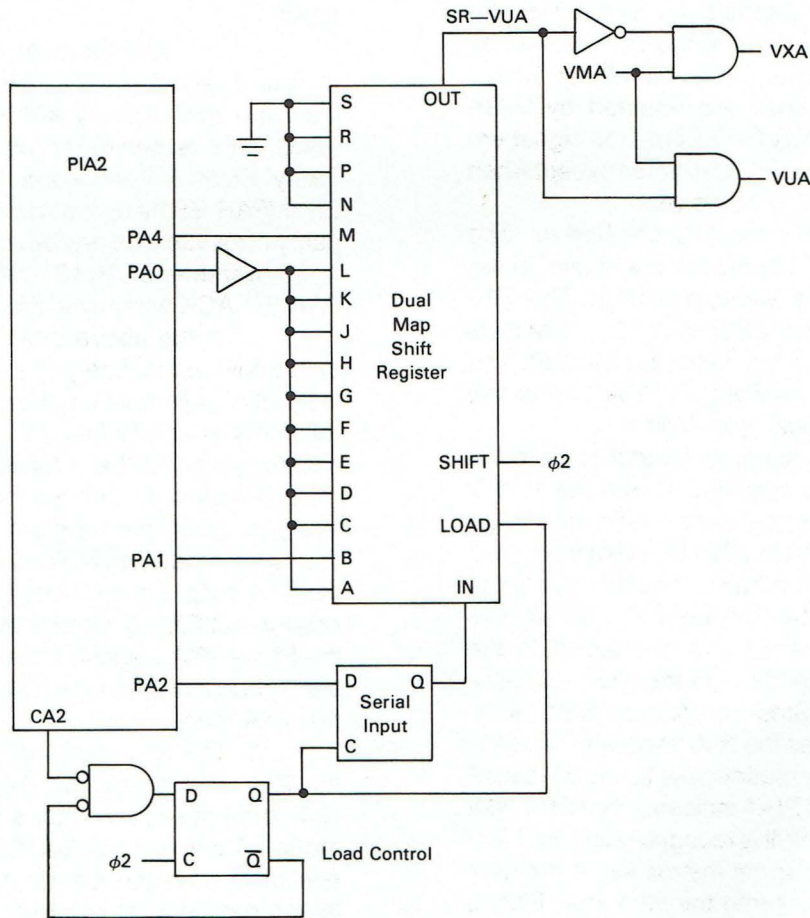 SR—VUA
VXA
VMA
OUT
VUA
PIA2
S
R
P
N
PA4
M
PA0
L
K
J
H
G
F
E
D
C
PA1
B
A
Dual
Map
Shift
Register
SHIFT
φ2
LOAD
IN
PA2
D Q
Serial
Input
C
CA2
D Q
φ2
C Q
Load Control